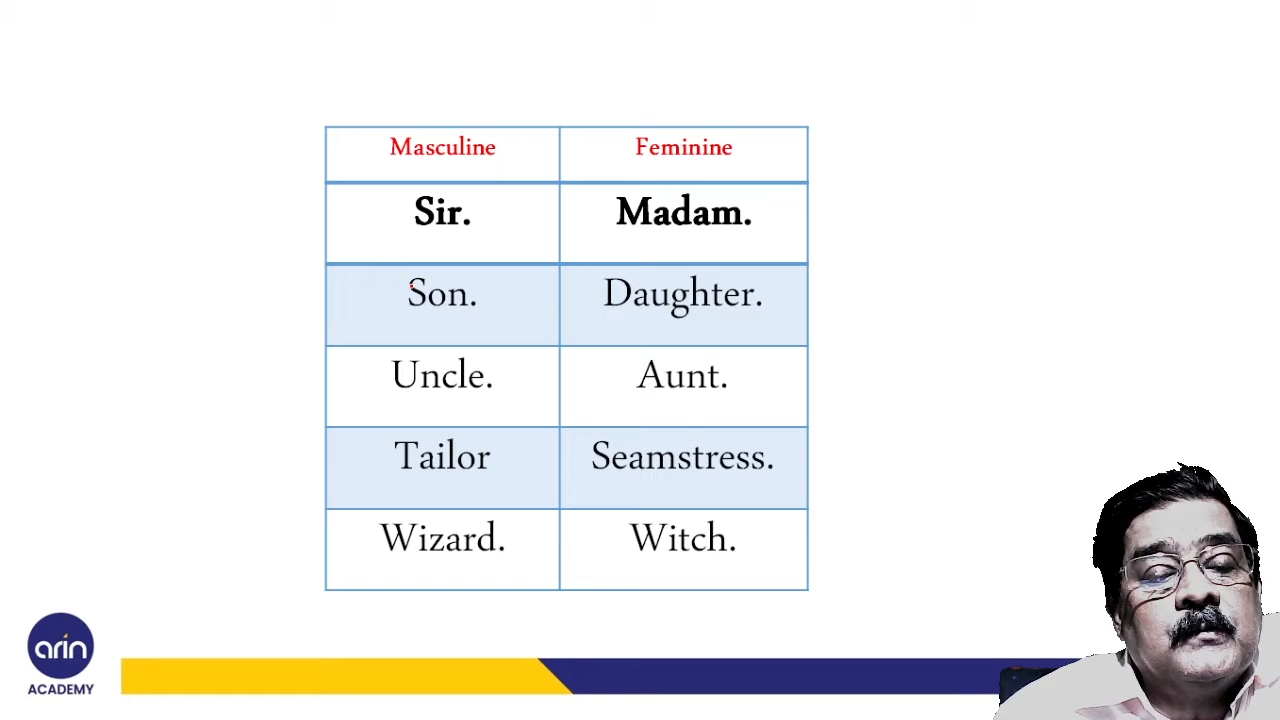 Masculine Feminine
Sir. Madam.
Son. Daughter.
Uncle. Aunt.
Tailor Seamstress.
Wizard. Witch.
arin
ACADEMY